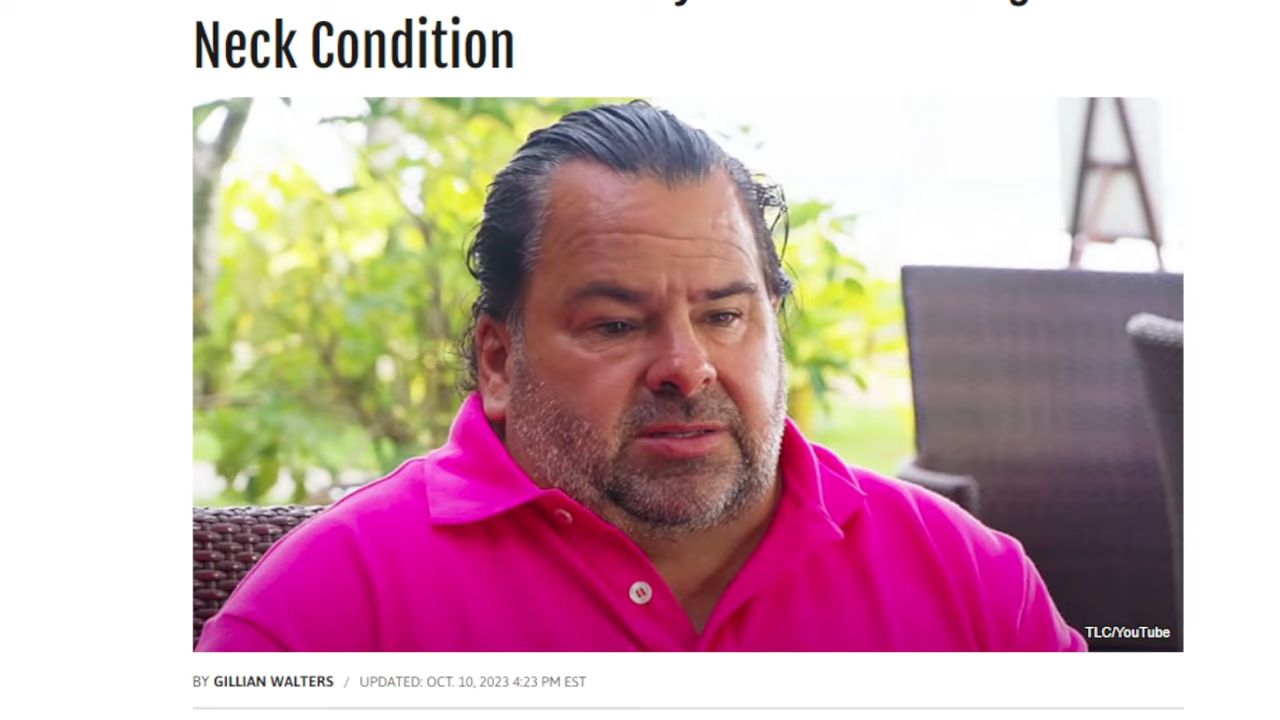 Neck Condition
TLC/YouTube
BY GILLIAN WALTERS / UPDATED: OCT. 10, 2023 4:23 PM EST